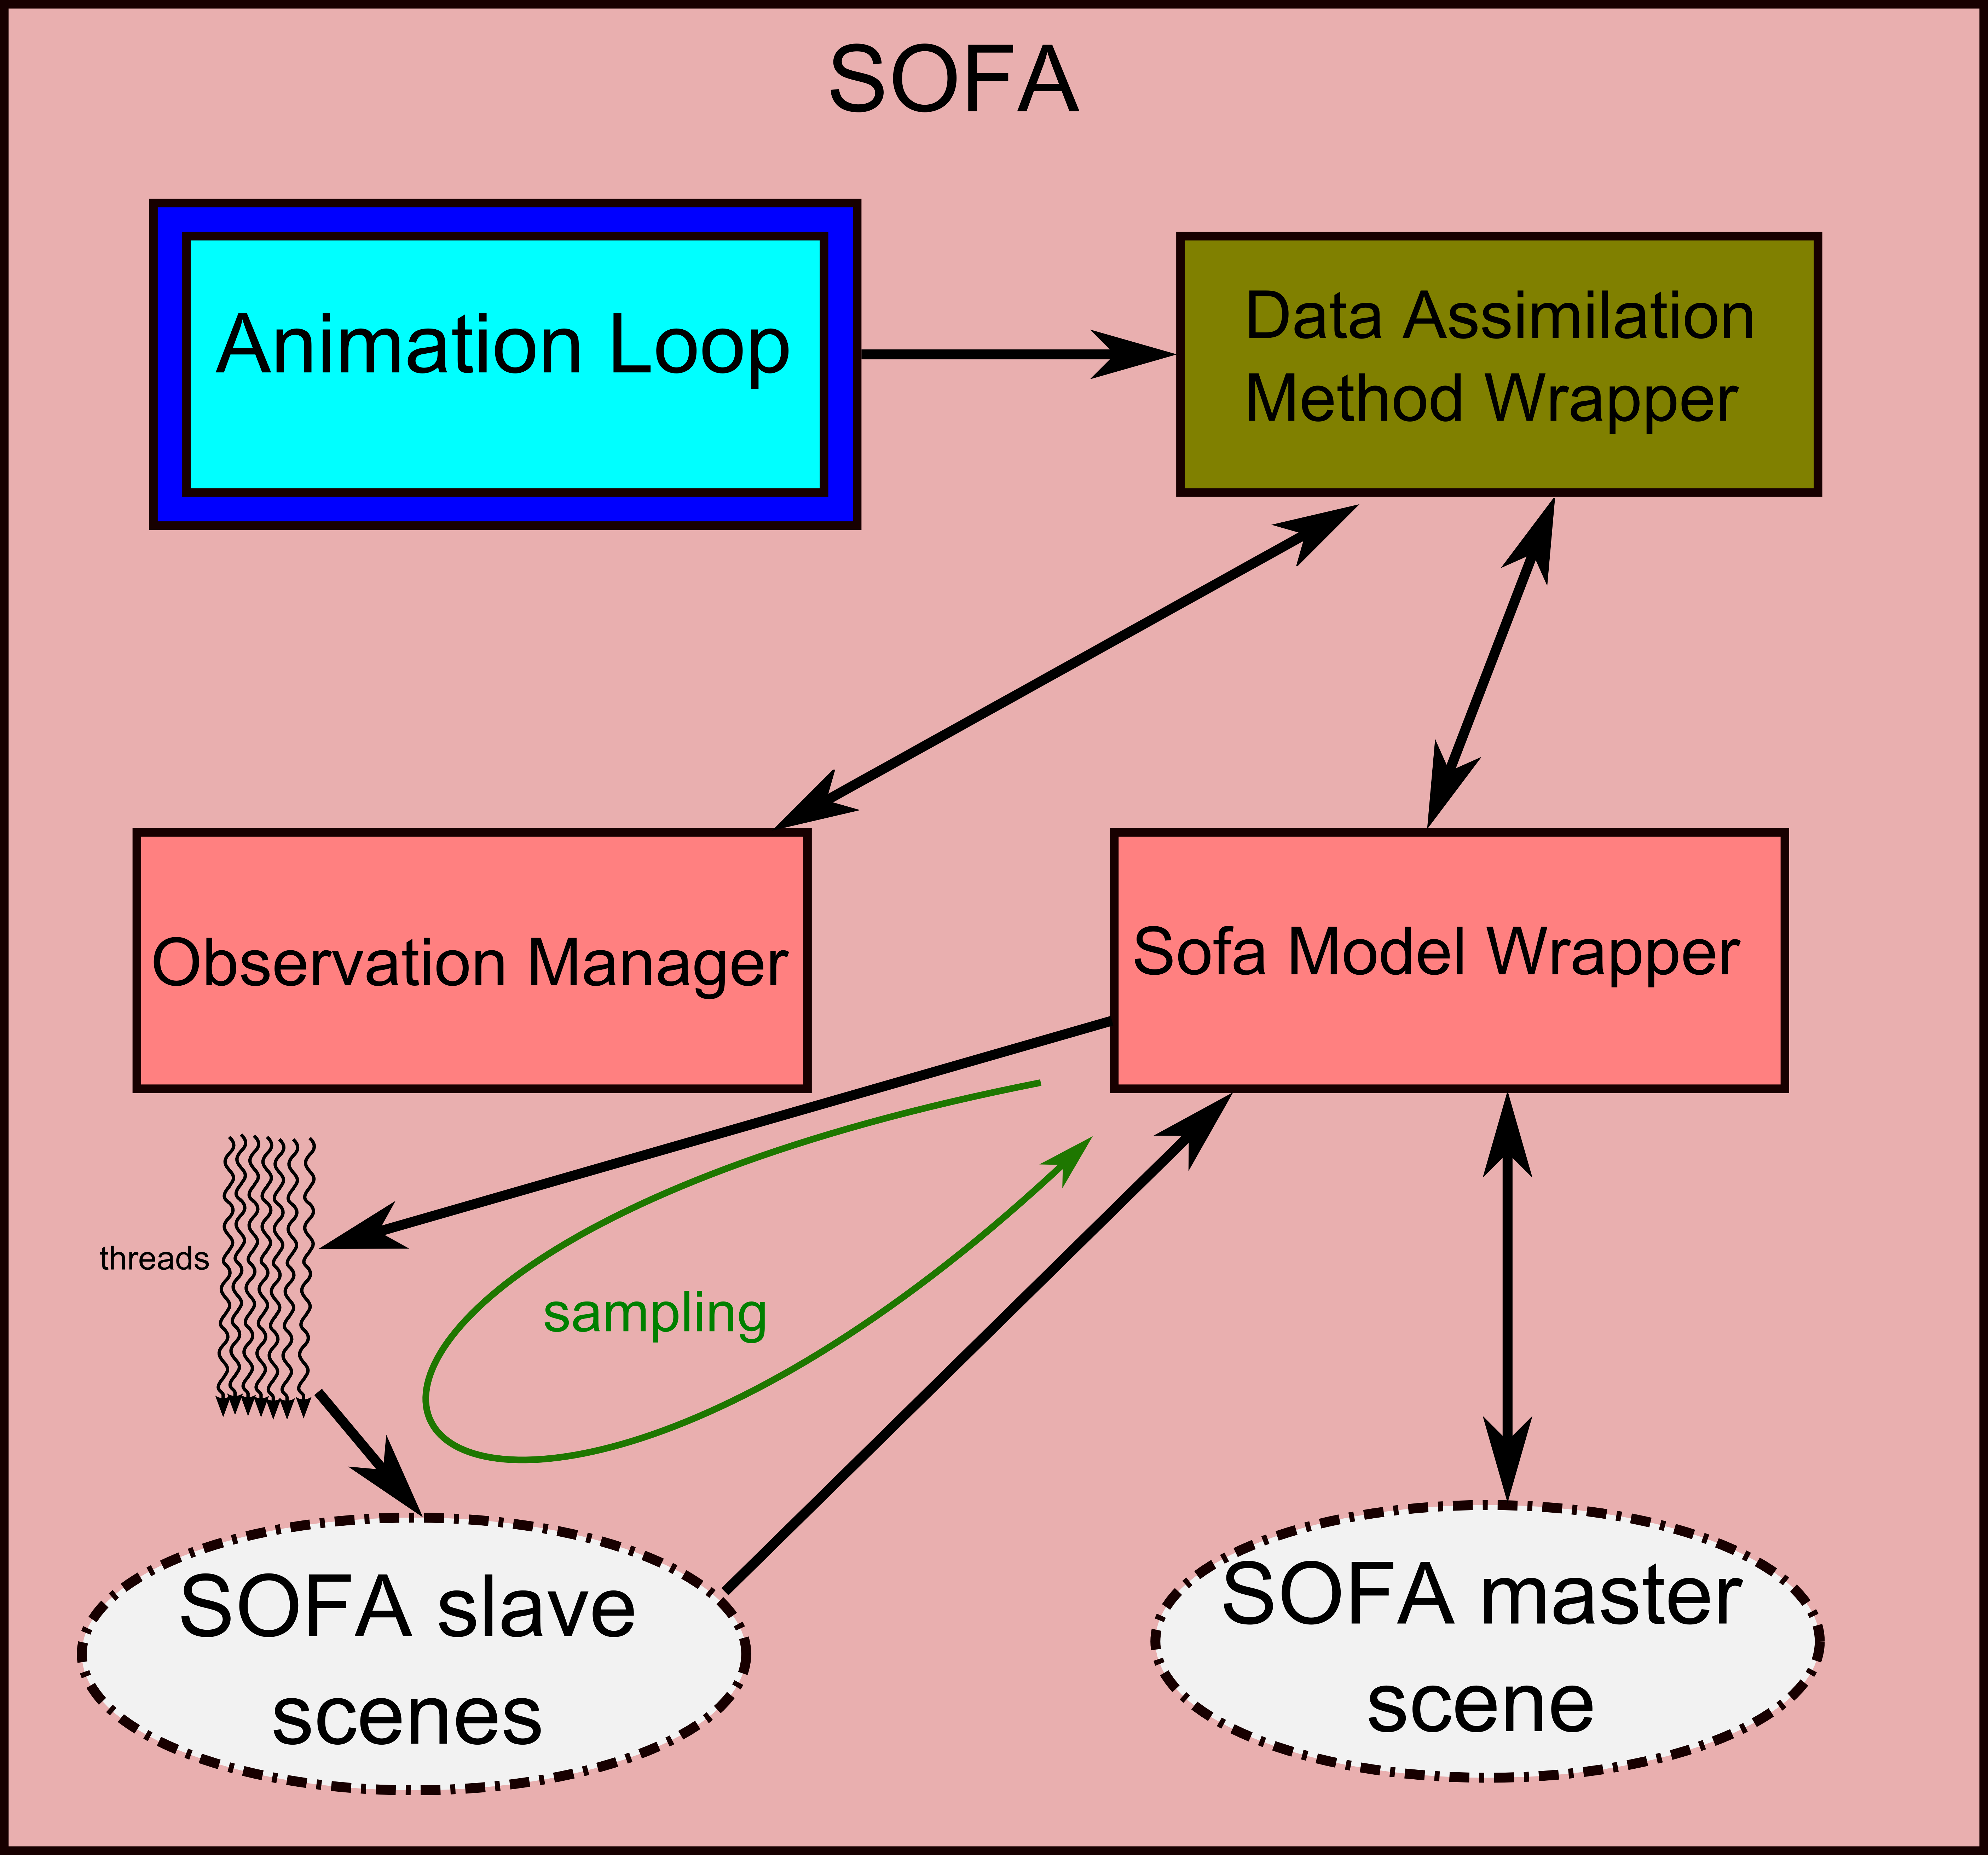 SOFA
Animation Loop
Data Assimilation
Method Wrapper
Observation Manager
Sofa Model Wrapper
threads
sampling
SOFA slave
scenes
SOFA master
scene